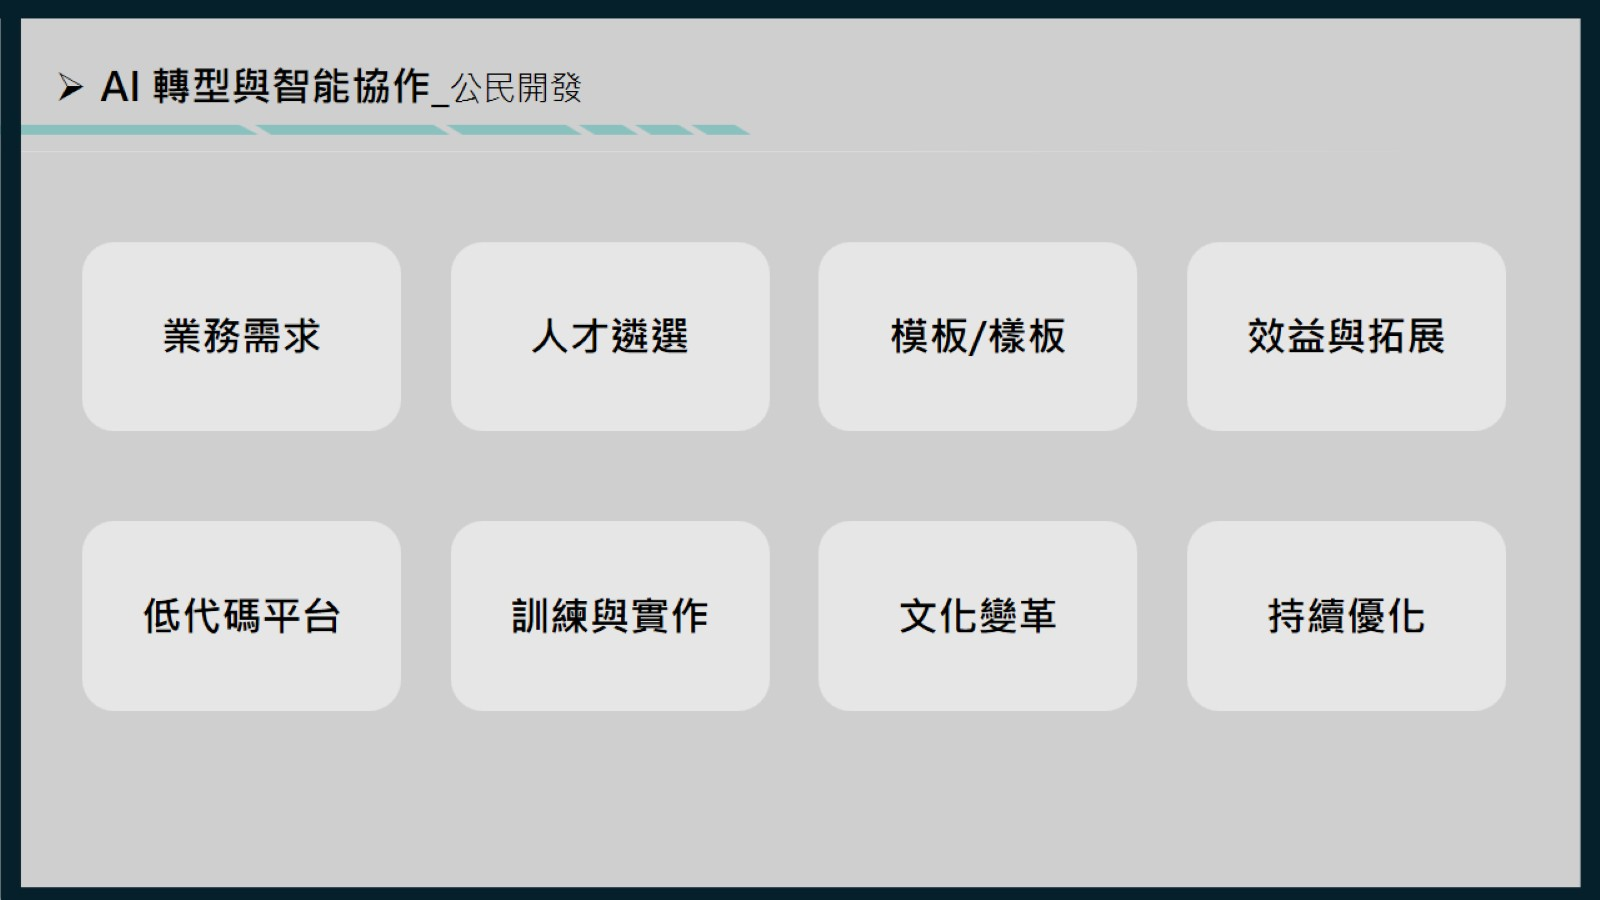 ➢ AI 轉型與智能協作_公民開發
業務需求
人才遴選
模板/樣板
效益與拓展
低代碼平台
訓練與實作
文化變革
持續優化